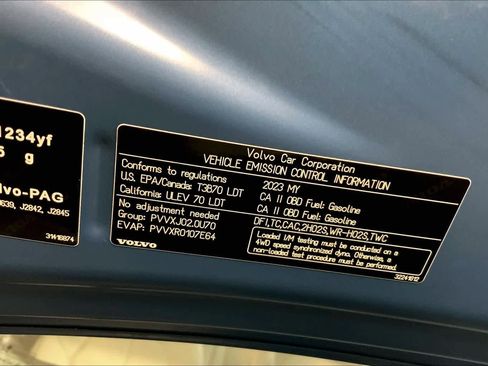 1234yf
g
lvo-PAG
J639, J2842, J2845
31416874
Volvo Car Corporation
VEHICLE EMISSION CONTROL INFORMATION
Conforms to regulations 2023 MY
U.S. EPA/Canada: T3B70 LDT CA II OBD Fuel: Gasoline
California: ULEV 70 LDT CA II OBD Fuel: Gasoline
No adjustment needed DFI,TC,CAC,2HO2S,WR-HO2S,TWC
Group: PVVXJ02.0U70
EVAP: PVVXR0107E64
Loaded I/M testing must be conducted on a
4WD speed synchronized dyno. Otherwise, a
non-loaded test procedure must be performed.
VOLVO
32241612